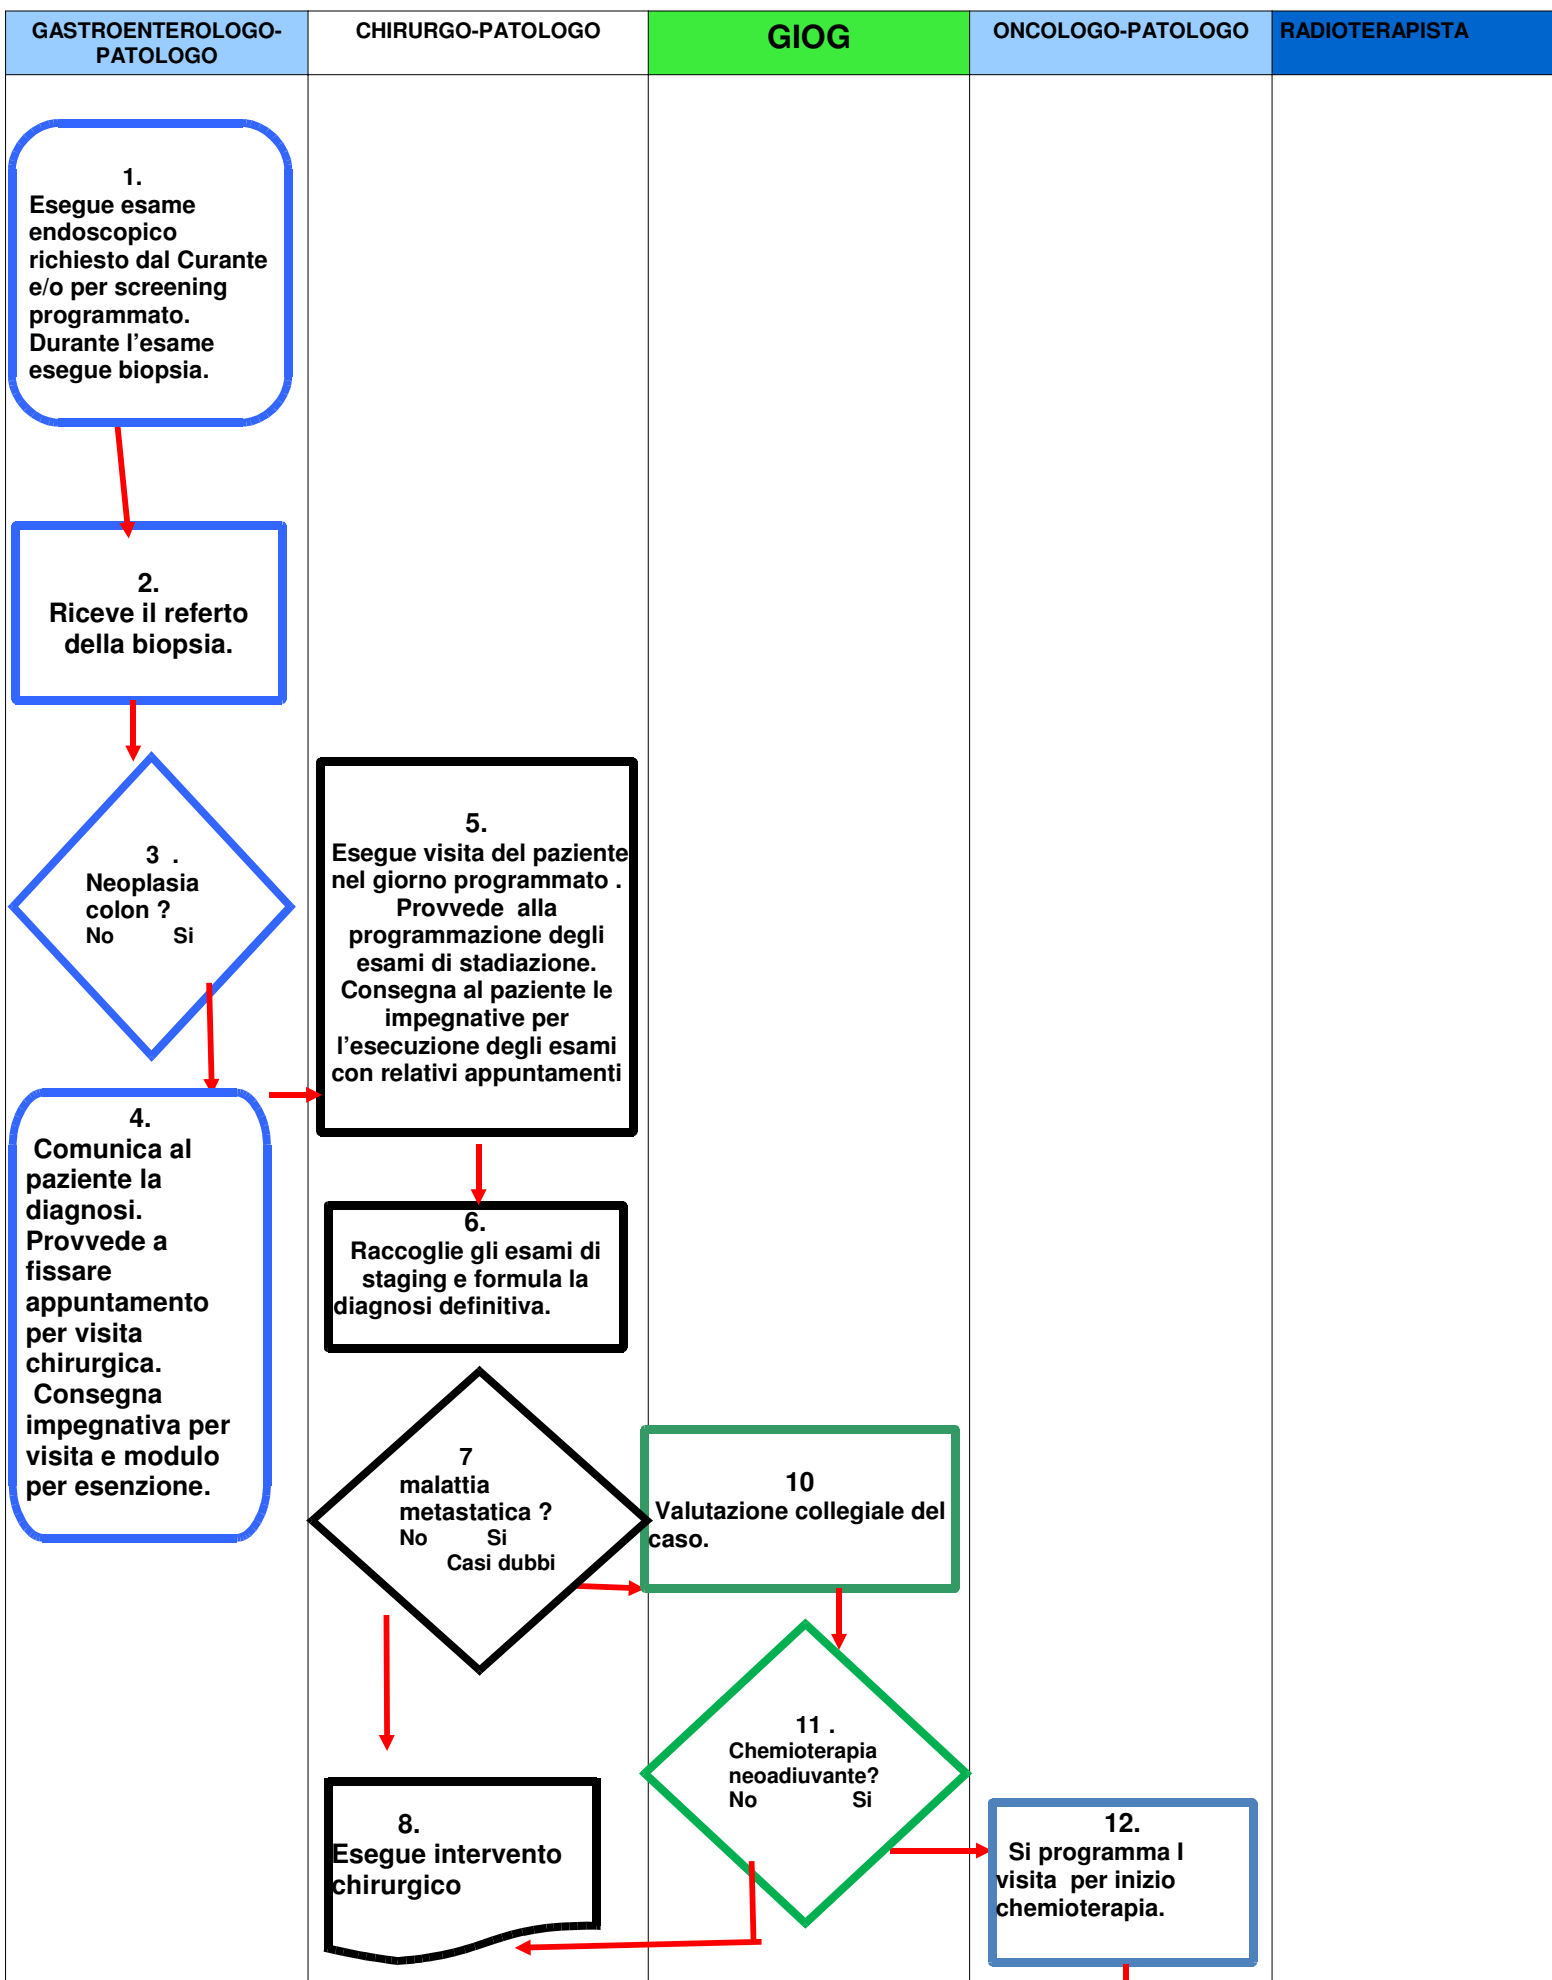 GASTROENTEROLOGO-
PATOLOGO
CHIRURGO-PATOLOGO
GIOG
ONCOLOGO-PATOLOGO
RADIOTERAPISTA
1.
Esegue esame
endoscopico
richiesto dal Curante
e/o per screening
programmato.
Durante l'esame
esegue biopsia.
2.
Riceve il referto
della biopsia.
3 .
Neoplasia
colon ?
No Si
4.
Comunica al
paziente la
diagnosi.
Provvede a
fissare
appuntamento
per visita
chirurgica.
Consegna
impegnativa per
visita e modulo
per esenzione.
5.
Esegue visita del paziente
nel giorno programmato .
Provvede alla
programmazione degli
esami di stadiazione.
Consegna al paziente le
impegnative per
l'esecuzione degli esami
con relativi appuntamenti
6.
Raccoglie gli esami di
staging e formula la
diagnosi definitiva.
7
malattia
metastatica ?
No Si
Casi dubbi
8.
Esegue intervento
chirurgico
10
Valutazione collegiale del
caso.
11 .
Chemioterapia
neoadiuvante?
No Si
12.
Si programma I
visita per inizio
chemioterapia.